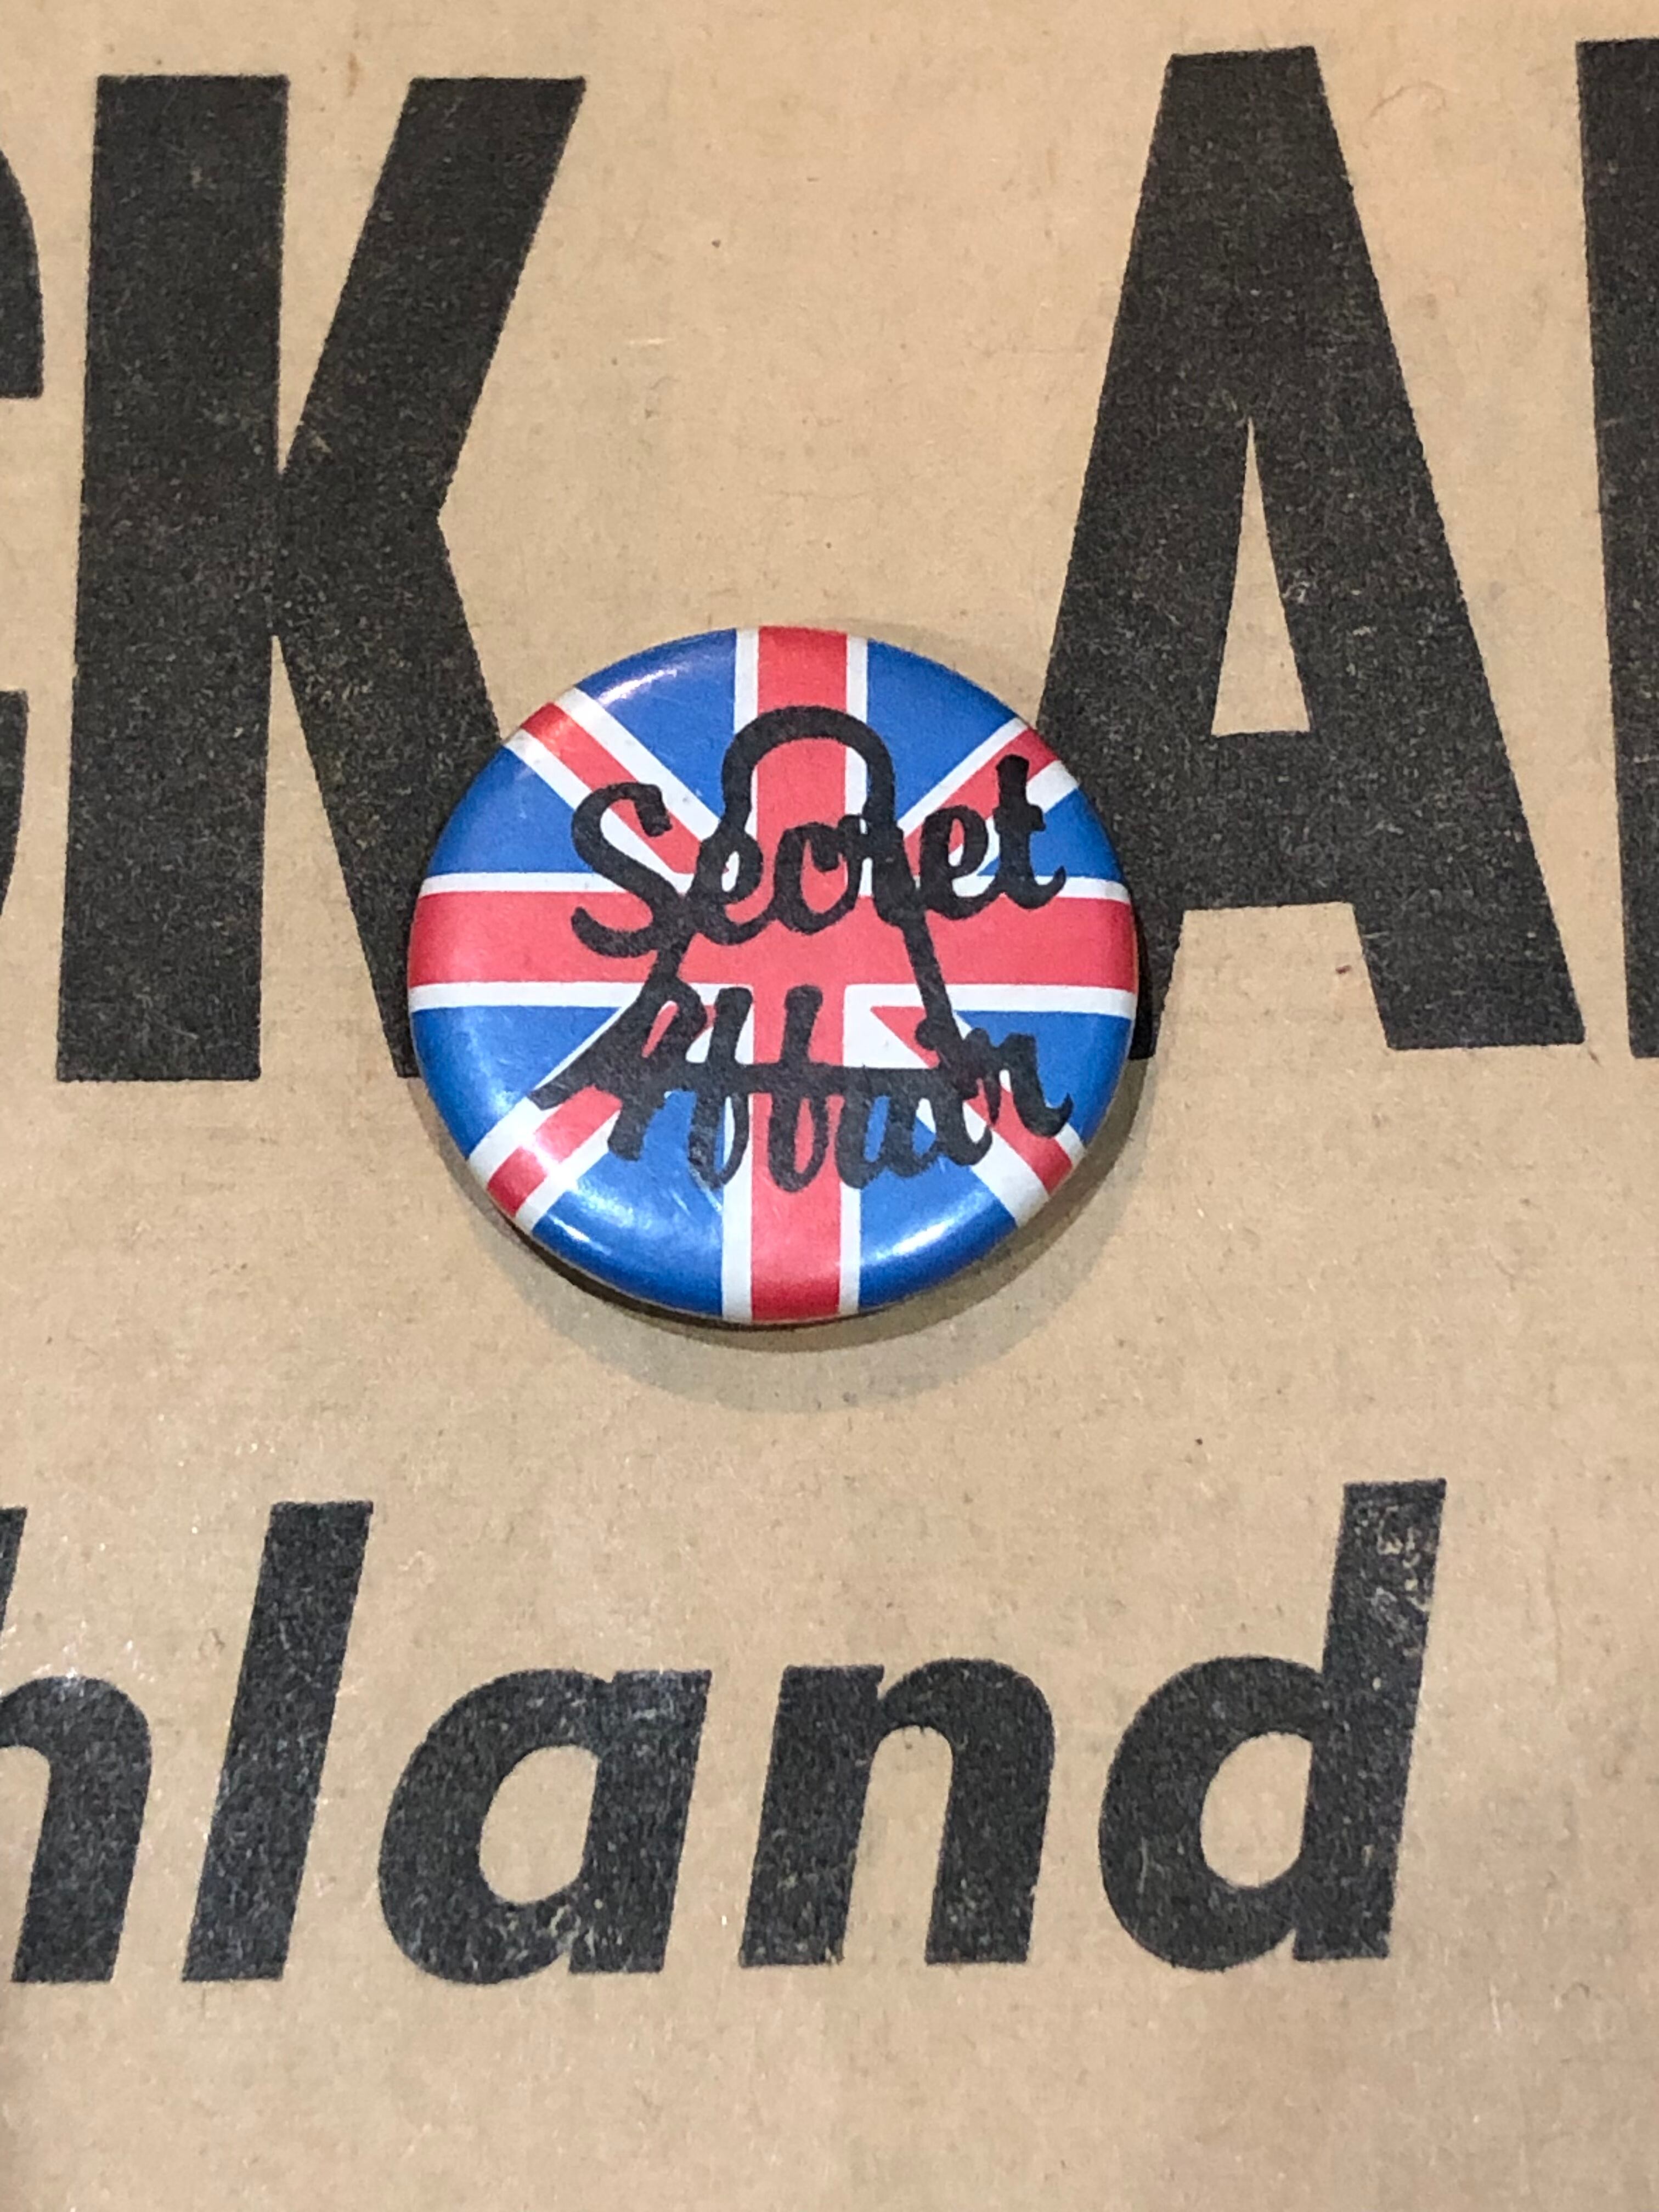 CK A
Secret
Affair
hland